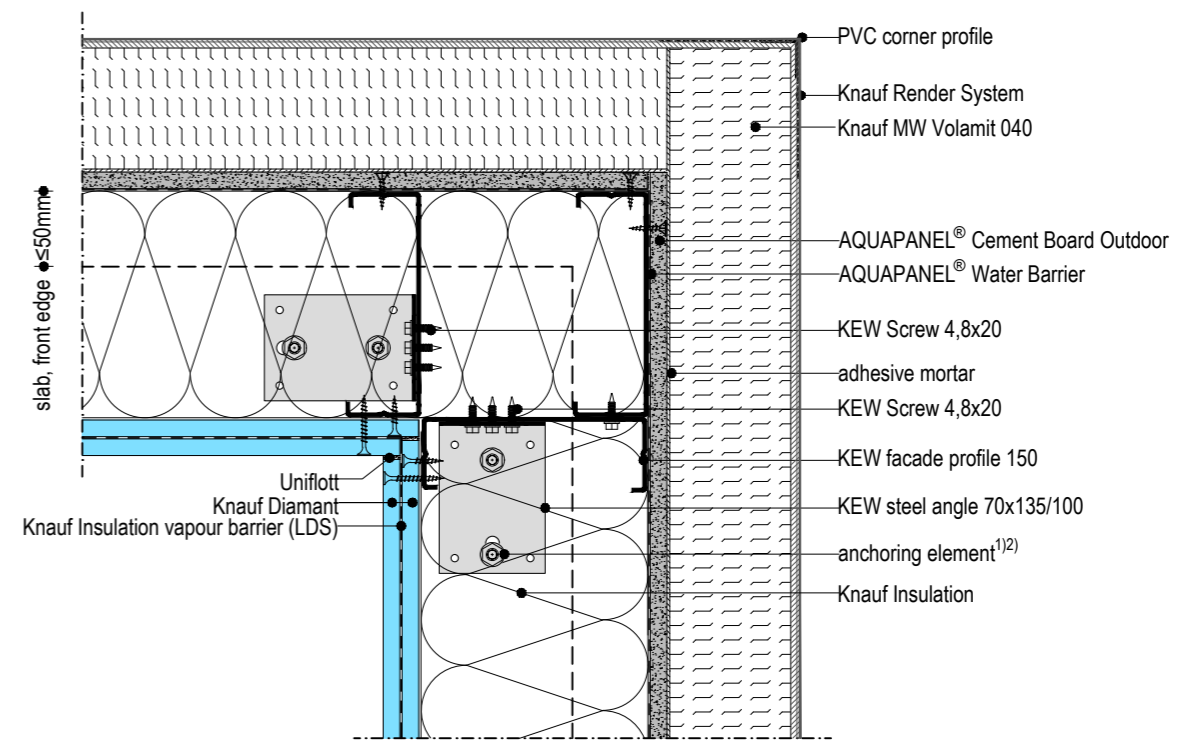 PVC corner profile
Knauf Render System
Knauf MW Volamit 040
AQUAPANEL® Cement Board Outdoor
AQUAPANEL® Water Barrier
KEW Screw 4,8x20
adhesive mortar
KEW Screw 4,8x20
KEW facade profile 150
KEW steel angle 70x135/100
anchoring element1)2)
Knauf Insulation
slab, front edge ≤50mm
Uniflott
Knauf Diamant
Knauf Insulation vapour barrier (LDS)